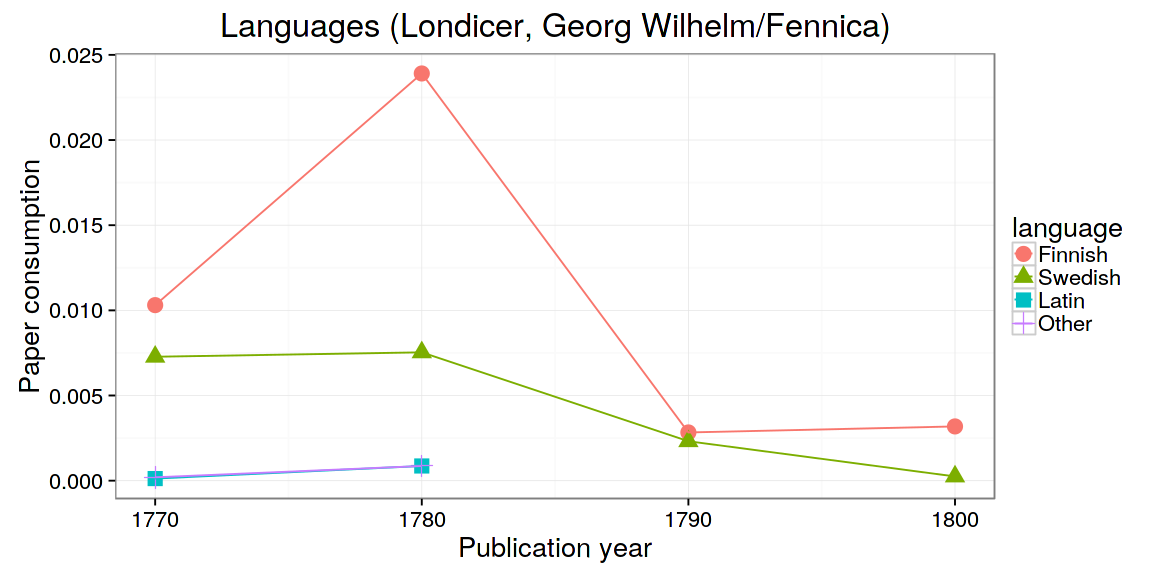 Languages (Londicer, Georg Wilhelm/Fennica)
0.025
0.020
0.015
0.010
0.005
0.000
Paper consumption
1770 1780 1790 1800
Publication year
language
Finnish
Swedish
Latin
Other